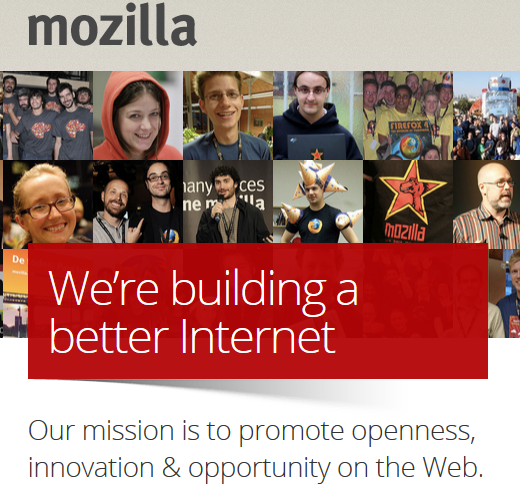 mozilla
FIREFOX 4
many voices
one mozilla
mozilla
De
We're building a
better Internet
Our mission is to promote openness,
innovation & opportunity on the Web.